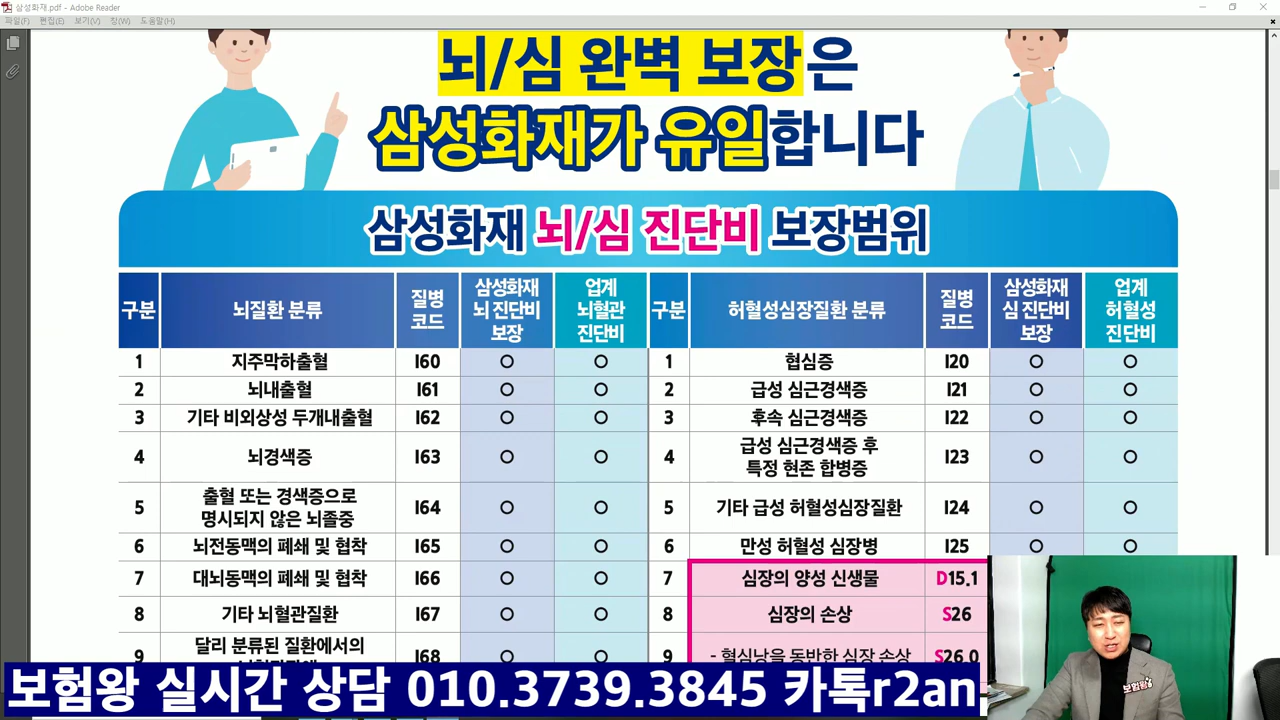 삼성화재.pdf - Adobe Reader
파일(F) 편집(E) 보기(V) 창(W) 도움말(H)
뇌/심 완벽 보장은
삼성화재가 유일합니다
삼성화재 뇌/심 진단비 보장범위
구분 뇌질환 분류 질병 코드 삼성화재 뇌 진단비 보장 업계 뇌혈관 진단비 구분 허혈성심장질환 분류 질병 코드 삼성화재 심 진단비 보장 업계 허혈성 진단비
1 지주막하출혈 I60 O O 1 협심증 I20 O O
2 뇌내출혈 I61 O O 2 급성 심근경색증 I21 O O
3 기타 비외상성 두개내출혈 I62 O O 3 후속 심근경색증 I22 O O
4 뇌경색증 I63 O O 4 급성 심근경색증 후 특정 현존 합병증 I23 O O
5 출혈 또는 경색증으로 명시되지 않은 뇌졸중 I64 O O 5 기타 급성 허혈성심장질환 I24 O O
6 뇌전동맥의 폐쇄 및 협착 I65 O O 6 만성 허혈성 심장병 I25 O O
7 대뇌동맥의 폐쇄 및 협착 I66 O O 7 심장의 양성 신생물 D15.1
8 기타 뇌혈관질환 I67 O O 8 심장의 손상 S26
9 달리 분류된 질환에서의 I68 O O 9 - 혈심낭을 동반한 심장 손상 S26.0
보험왕 실시간 상담 010.3739.3845 카톡r2an
보험왕